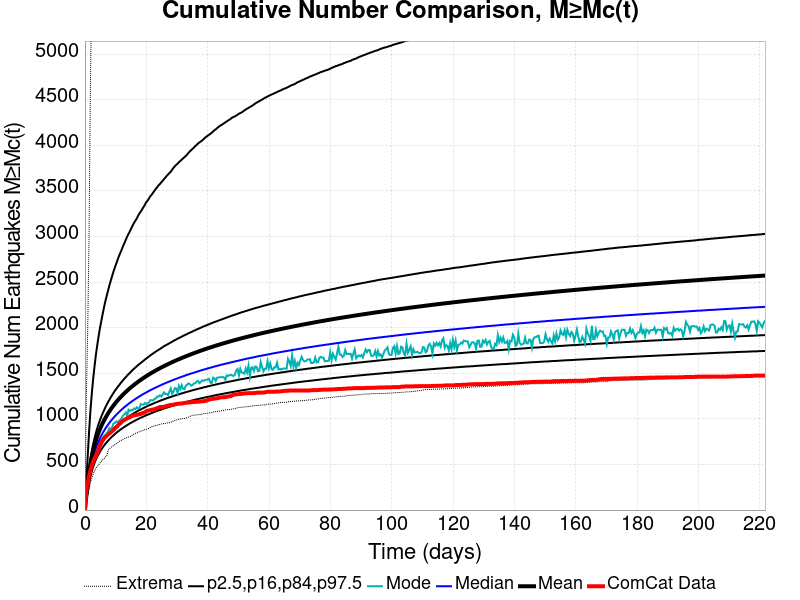 Cumulative Number Comparison, M≥Mc(t)
Cumulative Num Earthquakes M≥Mc(t)
5000
4500
4000
3500
3000
2500
2000
1500
1000
500
0
0 20 40 60 80 100 120 140 160 180 200 220
Time (days)
Extrema p2.5,p16,p84,p97.5 Mode Median Mean ComCat Data